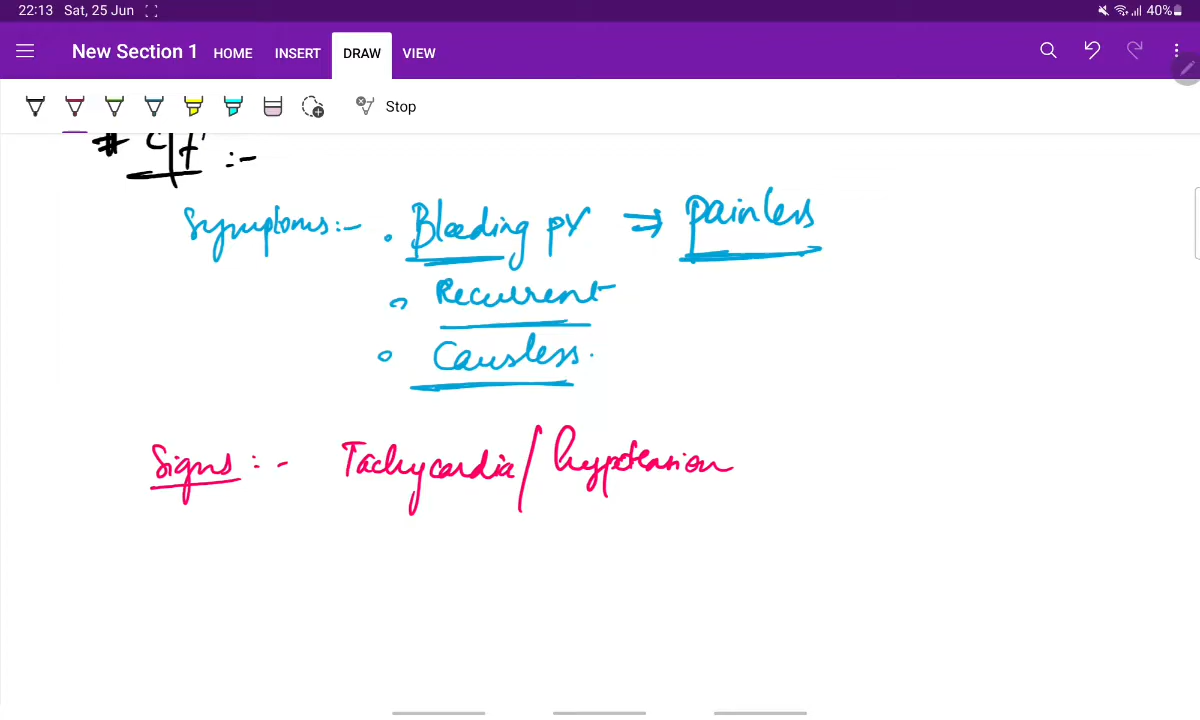 22:13 Sat, 25 Jun 40%
New Section 1 HOME INSERT DRAW VIEW
Stop
# C/f :-
Symptoms:- • Bleeding PV ⇒ Painless
• Recurrent
• Causless.
Signs :- Tachycardia/hypotension